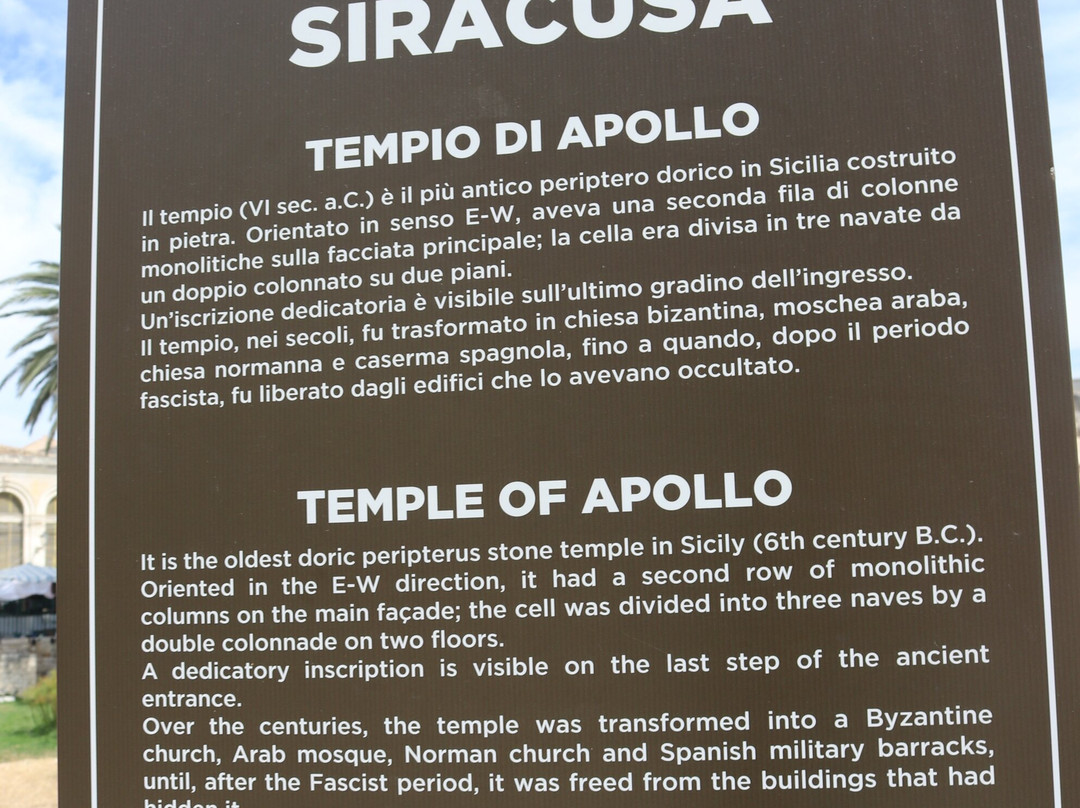 SIRACUSA
TEMPIO DI APOLLO
Il tempio (VI sec. a.C.) è il più antico periptero dorico in Sicilia costruito
in pietra. Orientato in senso E-W, aveva una seconda fila di colonne
monolitiche sulla facciata principale; la cella era divisa in tre navate da
un doppio colonnato su due piani.
Un'iscrizione dedicatoria è visibile sull'ultimo gradino dell'ingresso.
Il tempio, nei secoli, fu trasformato in chiesa bizantina, moschea araba,
chiesa normanna e caserma spagnola, fino a quando, dopo il periodo
fascista, fu liberato dagli edifici che lo avevano occultato.
TEMPLE OF APOLLO
It is the oldest doric peripterus stone temple in Sicily (6th century B.C.).
Oriented in the E-W direction, it had a second row of monolithic
columns on the main façade; the cell was divided into three naves by a
double colonnade on two floors.
A dedicatory inscription is visible on the last step of the ancient
entrance.
Over the centuries, the temple was transformed into a Byzantine
church, Arab mosque, Norman church and Spanish military barracks,
until, after the Fascist period, it was freed from the buildings that had
hidden it.